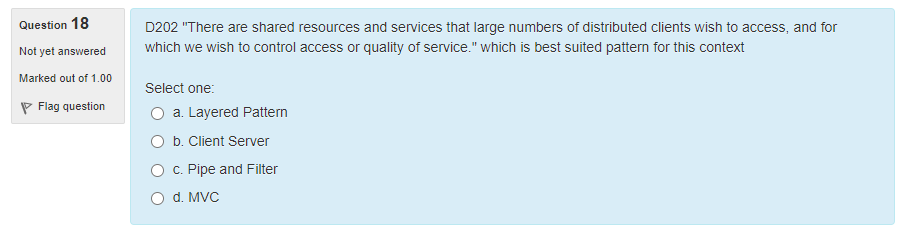 Question 18
Not yet answered
Marked out of 1.00
Flag question
D202 "There are shared resources and services that large numbers of distributed clients wish to access, and for
which we wish to control access or quality of service." which is best suited pattern for this context
Select one:
a. Layered Pattern
b. Client Server
c. Pipe and Filter
d. MVC